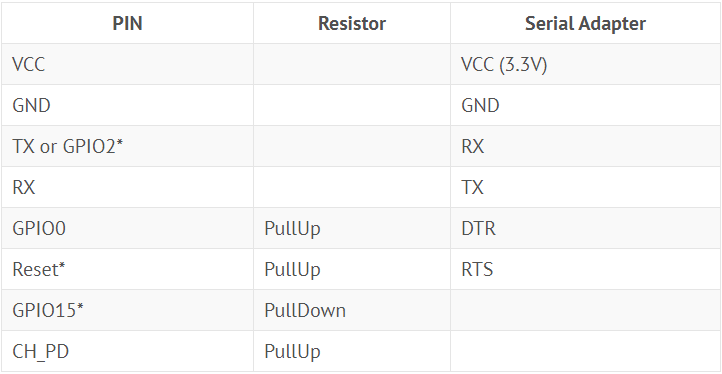 PIN Resistor Serial Adapter
VCC VCC (3.3V)
GND GND
TX or GPIO2* RX
RX TX
GPIO0 PullUp DTR
Reset* PullUp RTS
GPIO15* PullDown
CH_PD PullUp